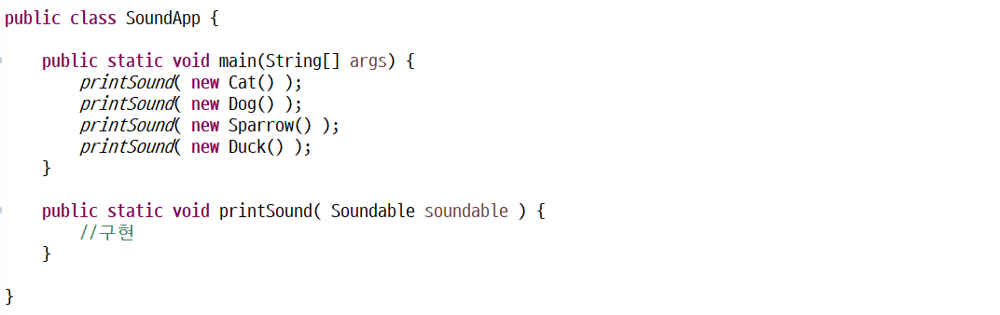 public class SoundApp {
public static void main(String[] args) {
printSound( new Cat() );
printSound( new Dog() );
printSound( new Sparrow() );
printSound( new Duck() );
}
public static void printSound( Soundable soundable ) {
//구현
}
}